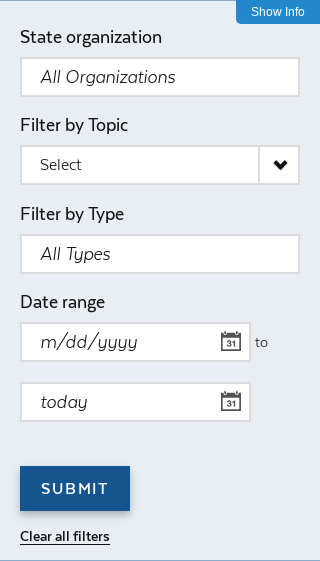 Show Info
State organization
All Organizations
Filter by Topic
Select
Filter by Type
All Types
Date range
m/dd/yyyy
31
to
today
31
SUBMIT
Clear all filters